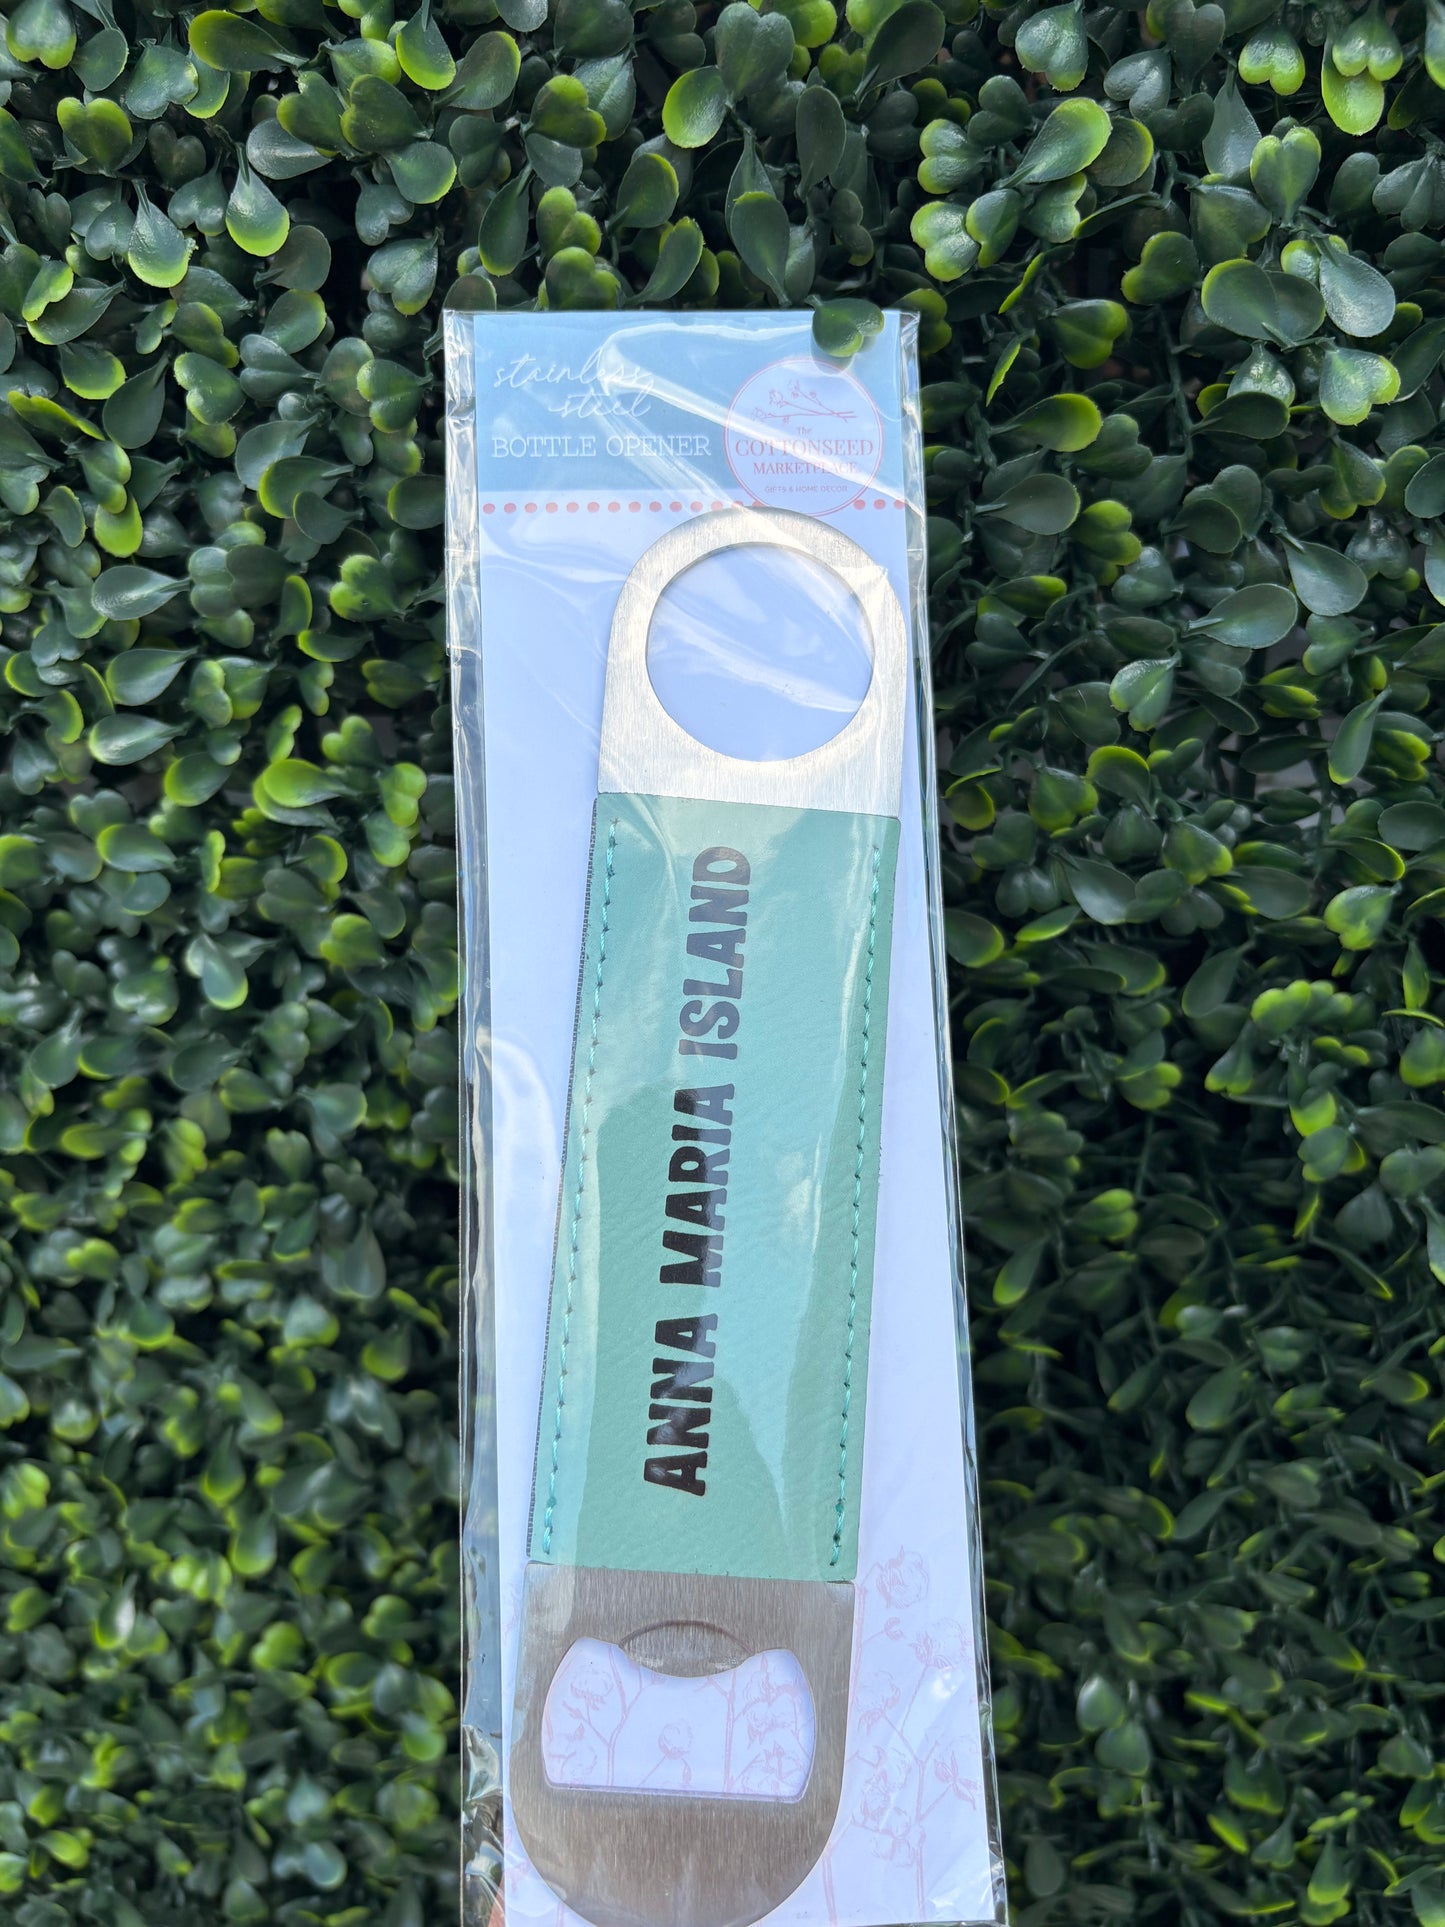 stainless
steel
BOTTLE OPENER
The
COTTONSEED
MARKETPLACE
GIFTS & HOME DECOR
ANNA MARIA ISLAND